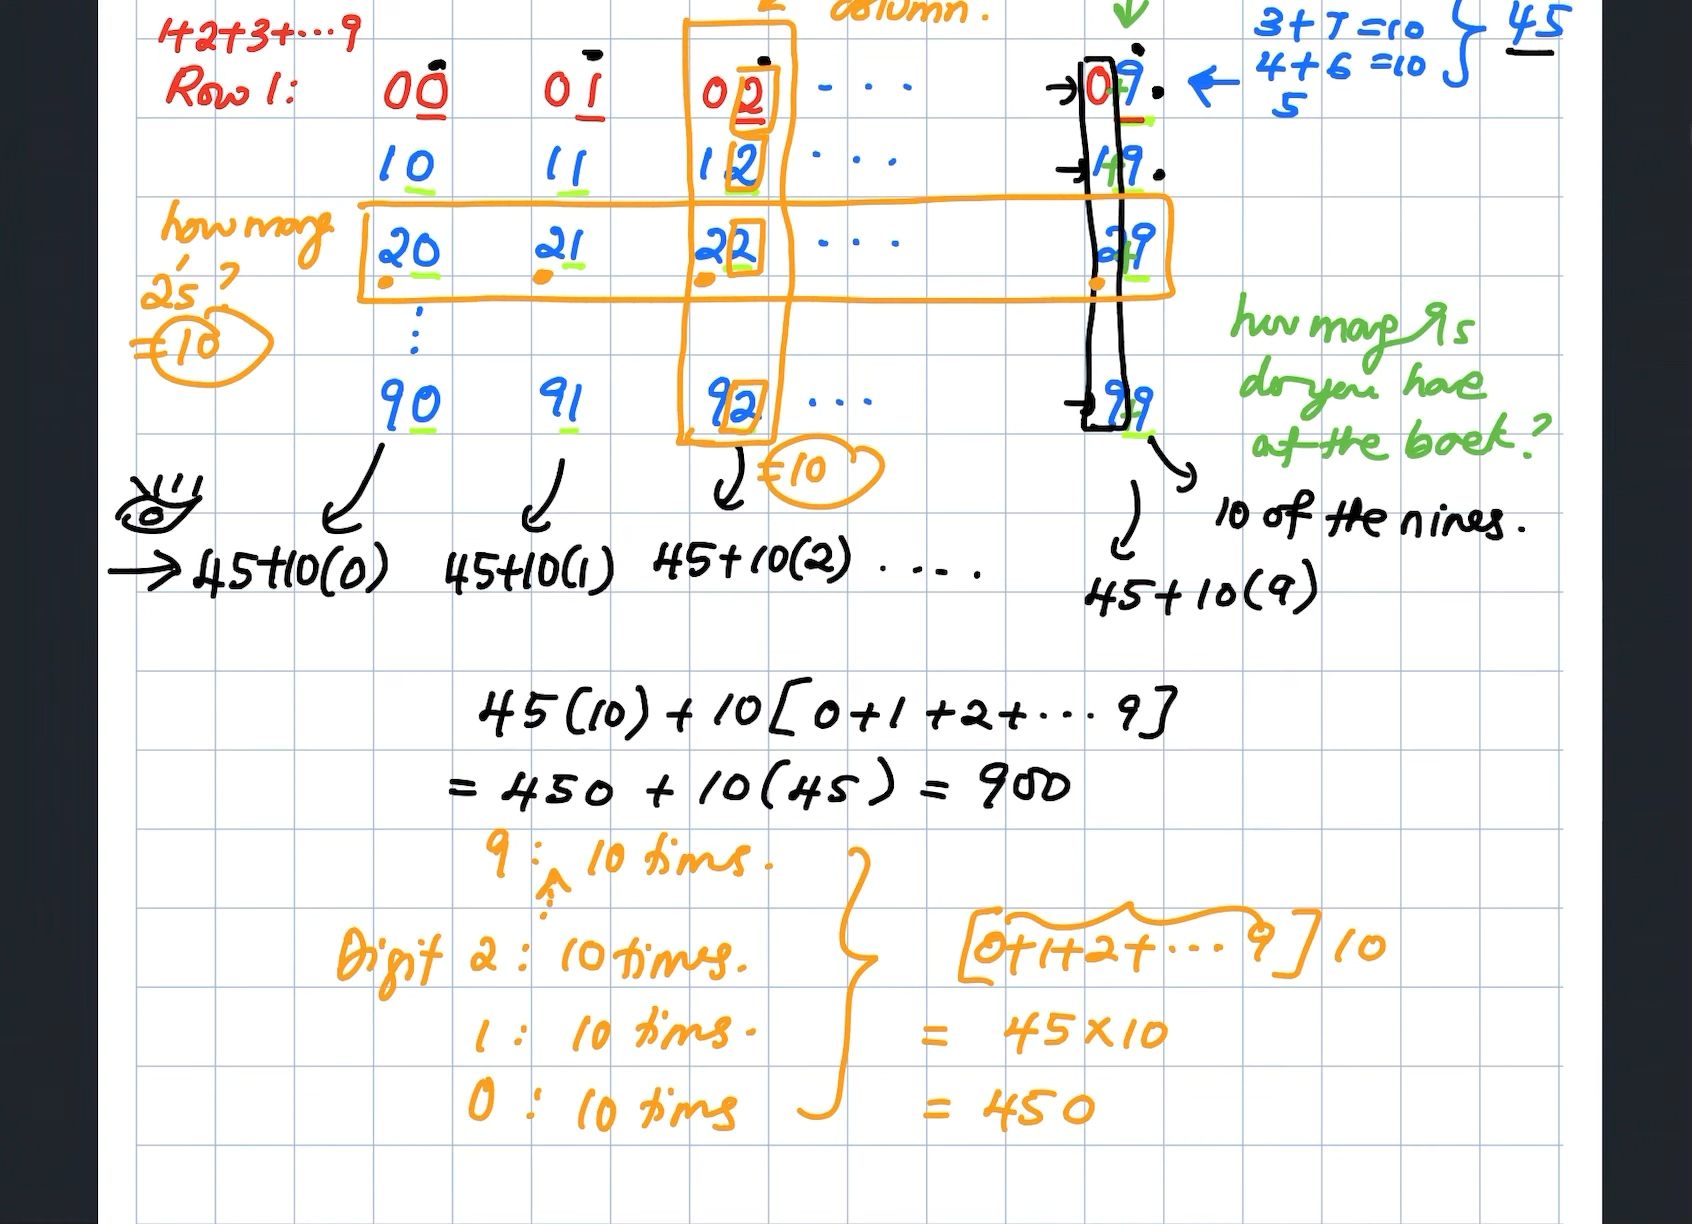 column.
1+2+3+...9
3+7=10
45
4+6=10
5
Row 1: 00 01 02 ... 09.
10 11 12 ... 19.
how many 2s?
=10
20 21 22 ... 29
⋮
90 91 92 ... 99
how many 9s
do you have
at the back?
=10
10 of the nines.
→ 45+10(0) 45+10(1) 45+10(2) ..... 45+10(9)
45(10) + 10[0+1+2+...9]
= 450 + 10(45) = 900
9: 10 tims.
Digit 2: 10 times.
1: 10 tims.
0: 10 tims
[0+1+2+...9]10
= 45×10
= 450